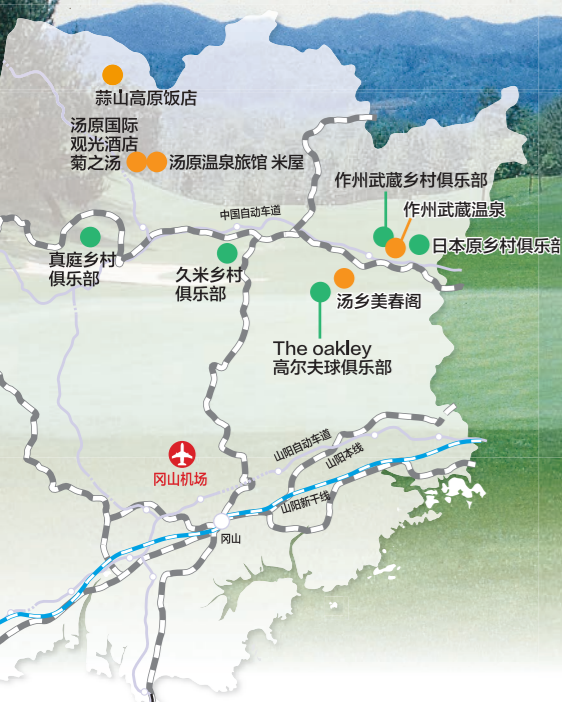 蒜山高原饭店
汤原国际
观光酒店
菊之汤
汤原温泉旅馆 米屋
作州武蔵乡村俱乐部
作州武蔵温泉
中国自动车道
日本原乡村俱乐部
真庭乡村
俱乐部
久米乡村
俱乐部
汤乡美春阁
The oakley
高尔夫球俱乐部
山阳自动车道
山阳本线
冈山机场
山阳新干线
冈山